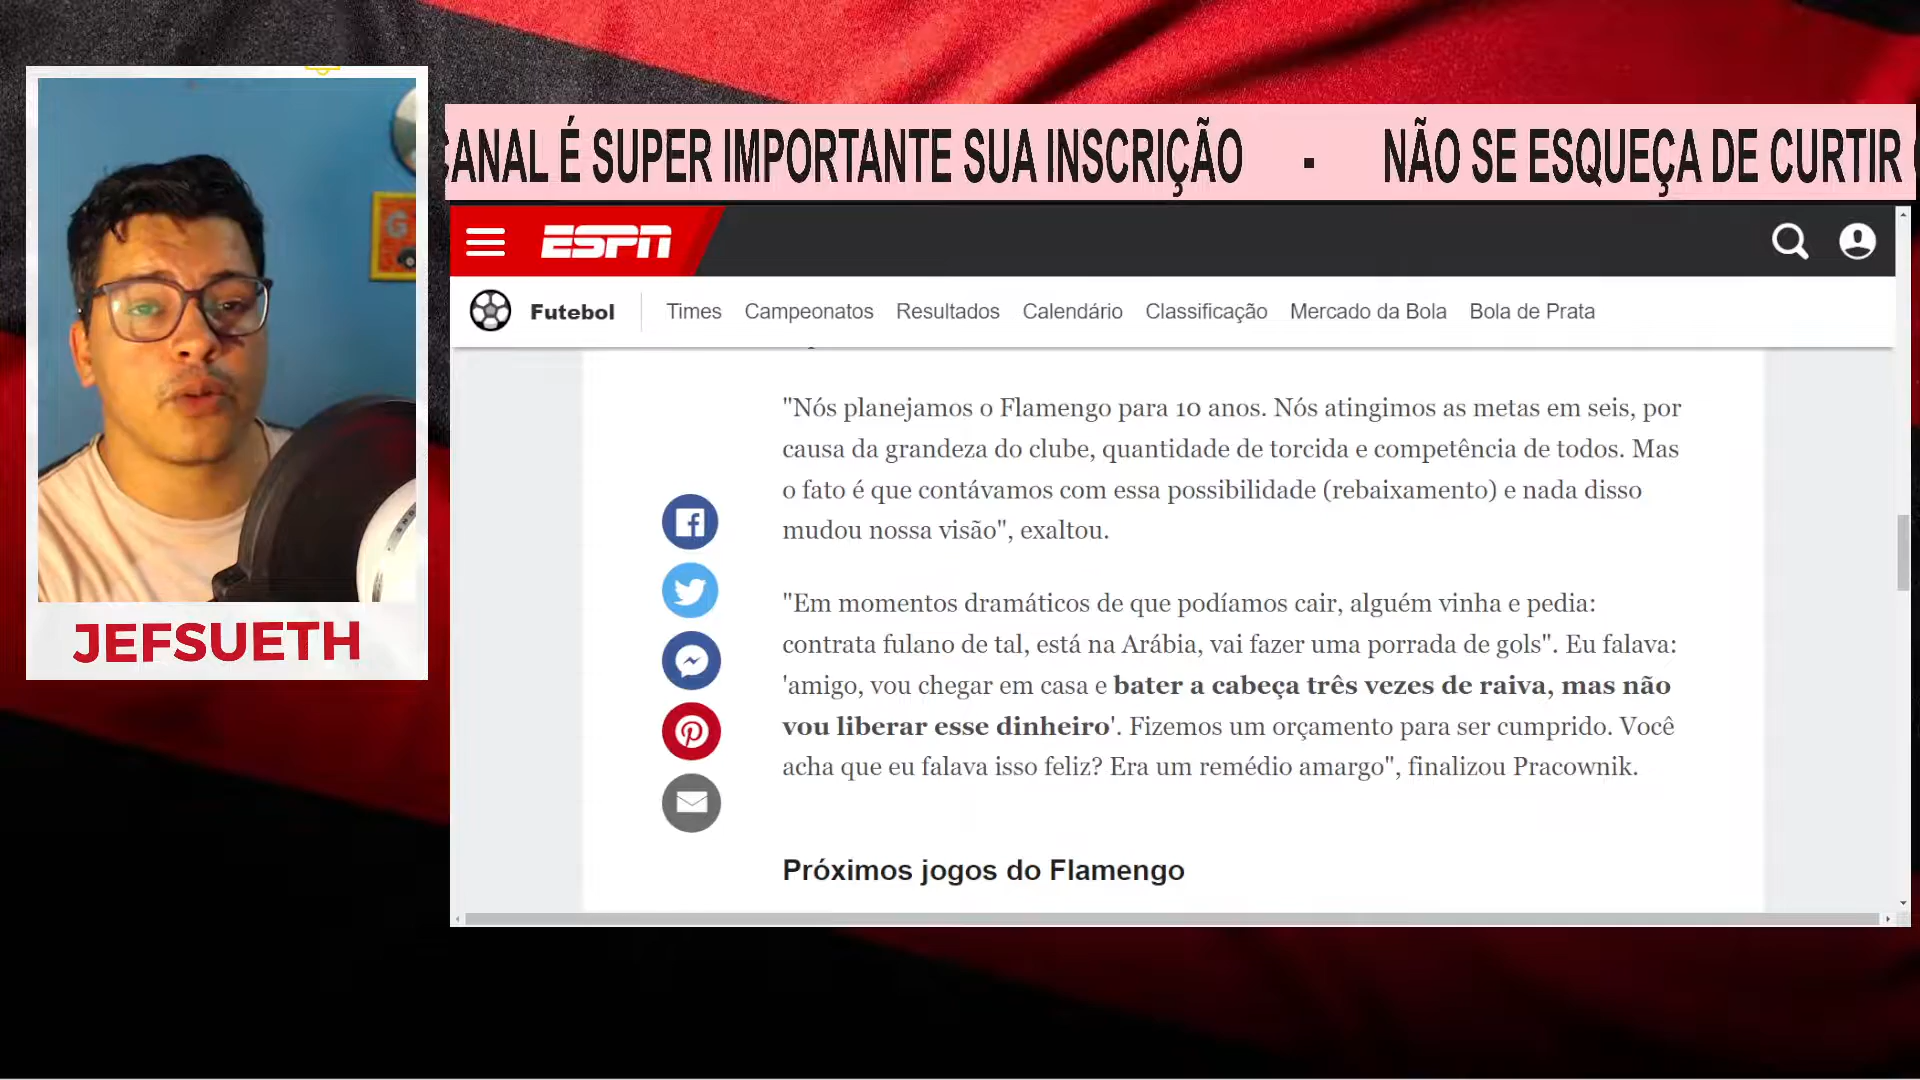 CANAL É SUPER IMPORTANTE SUA INSCRIÇÃO - NÃO SE ESQUEÇA DE CURTIR
ESPN
Futebol Times Campeonatos Resultados Calendário Classificação Mercado da Bola Bola de Prata
"Nós planejamos o Flamengo para 10 anos. Nós atingimos as metas em seis, por
causa da grandeza do clube, quantidade de torcida e competência de todos. Mas
o fato é que contávamos com essa possibilidade (rebaixamento) e nada disso
mudou nossa visão", exaltou.
"Em momentos dramáticos de que podíamos cair, alguém vinha e pedia:
contrata fulano de tal, está na Arábia, vai fazer uma porrada de gols". Eu falava:
'amigo, vou chegar em casa e bater a cabeça três vezes de raiva, mas não
vou liberar esse dinheiro'. Fizemos um orçamento para ser cumprido. Você
acha que eu falava isso feliz? Era um remédio amargo", finalizou Pracownik.
Próximos jogos do Flamengo
JEFSUETH